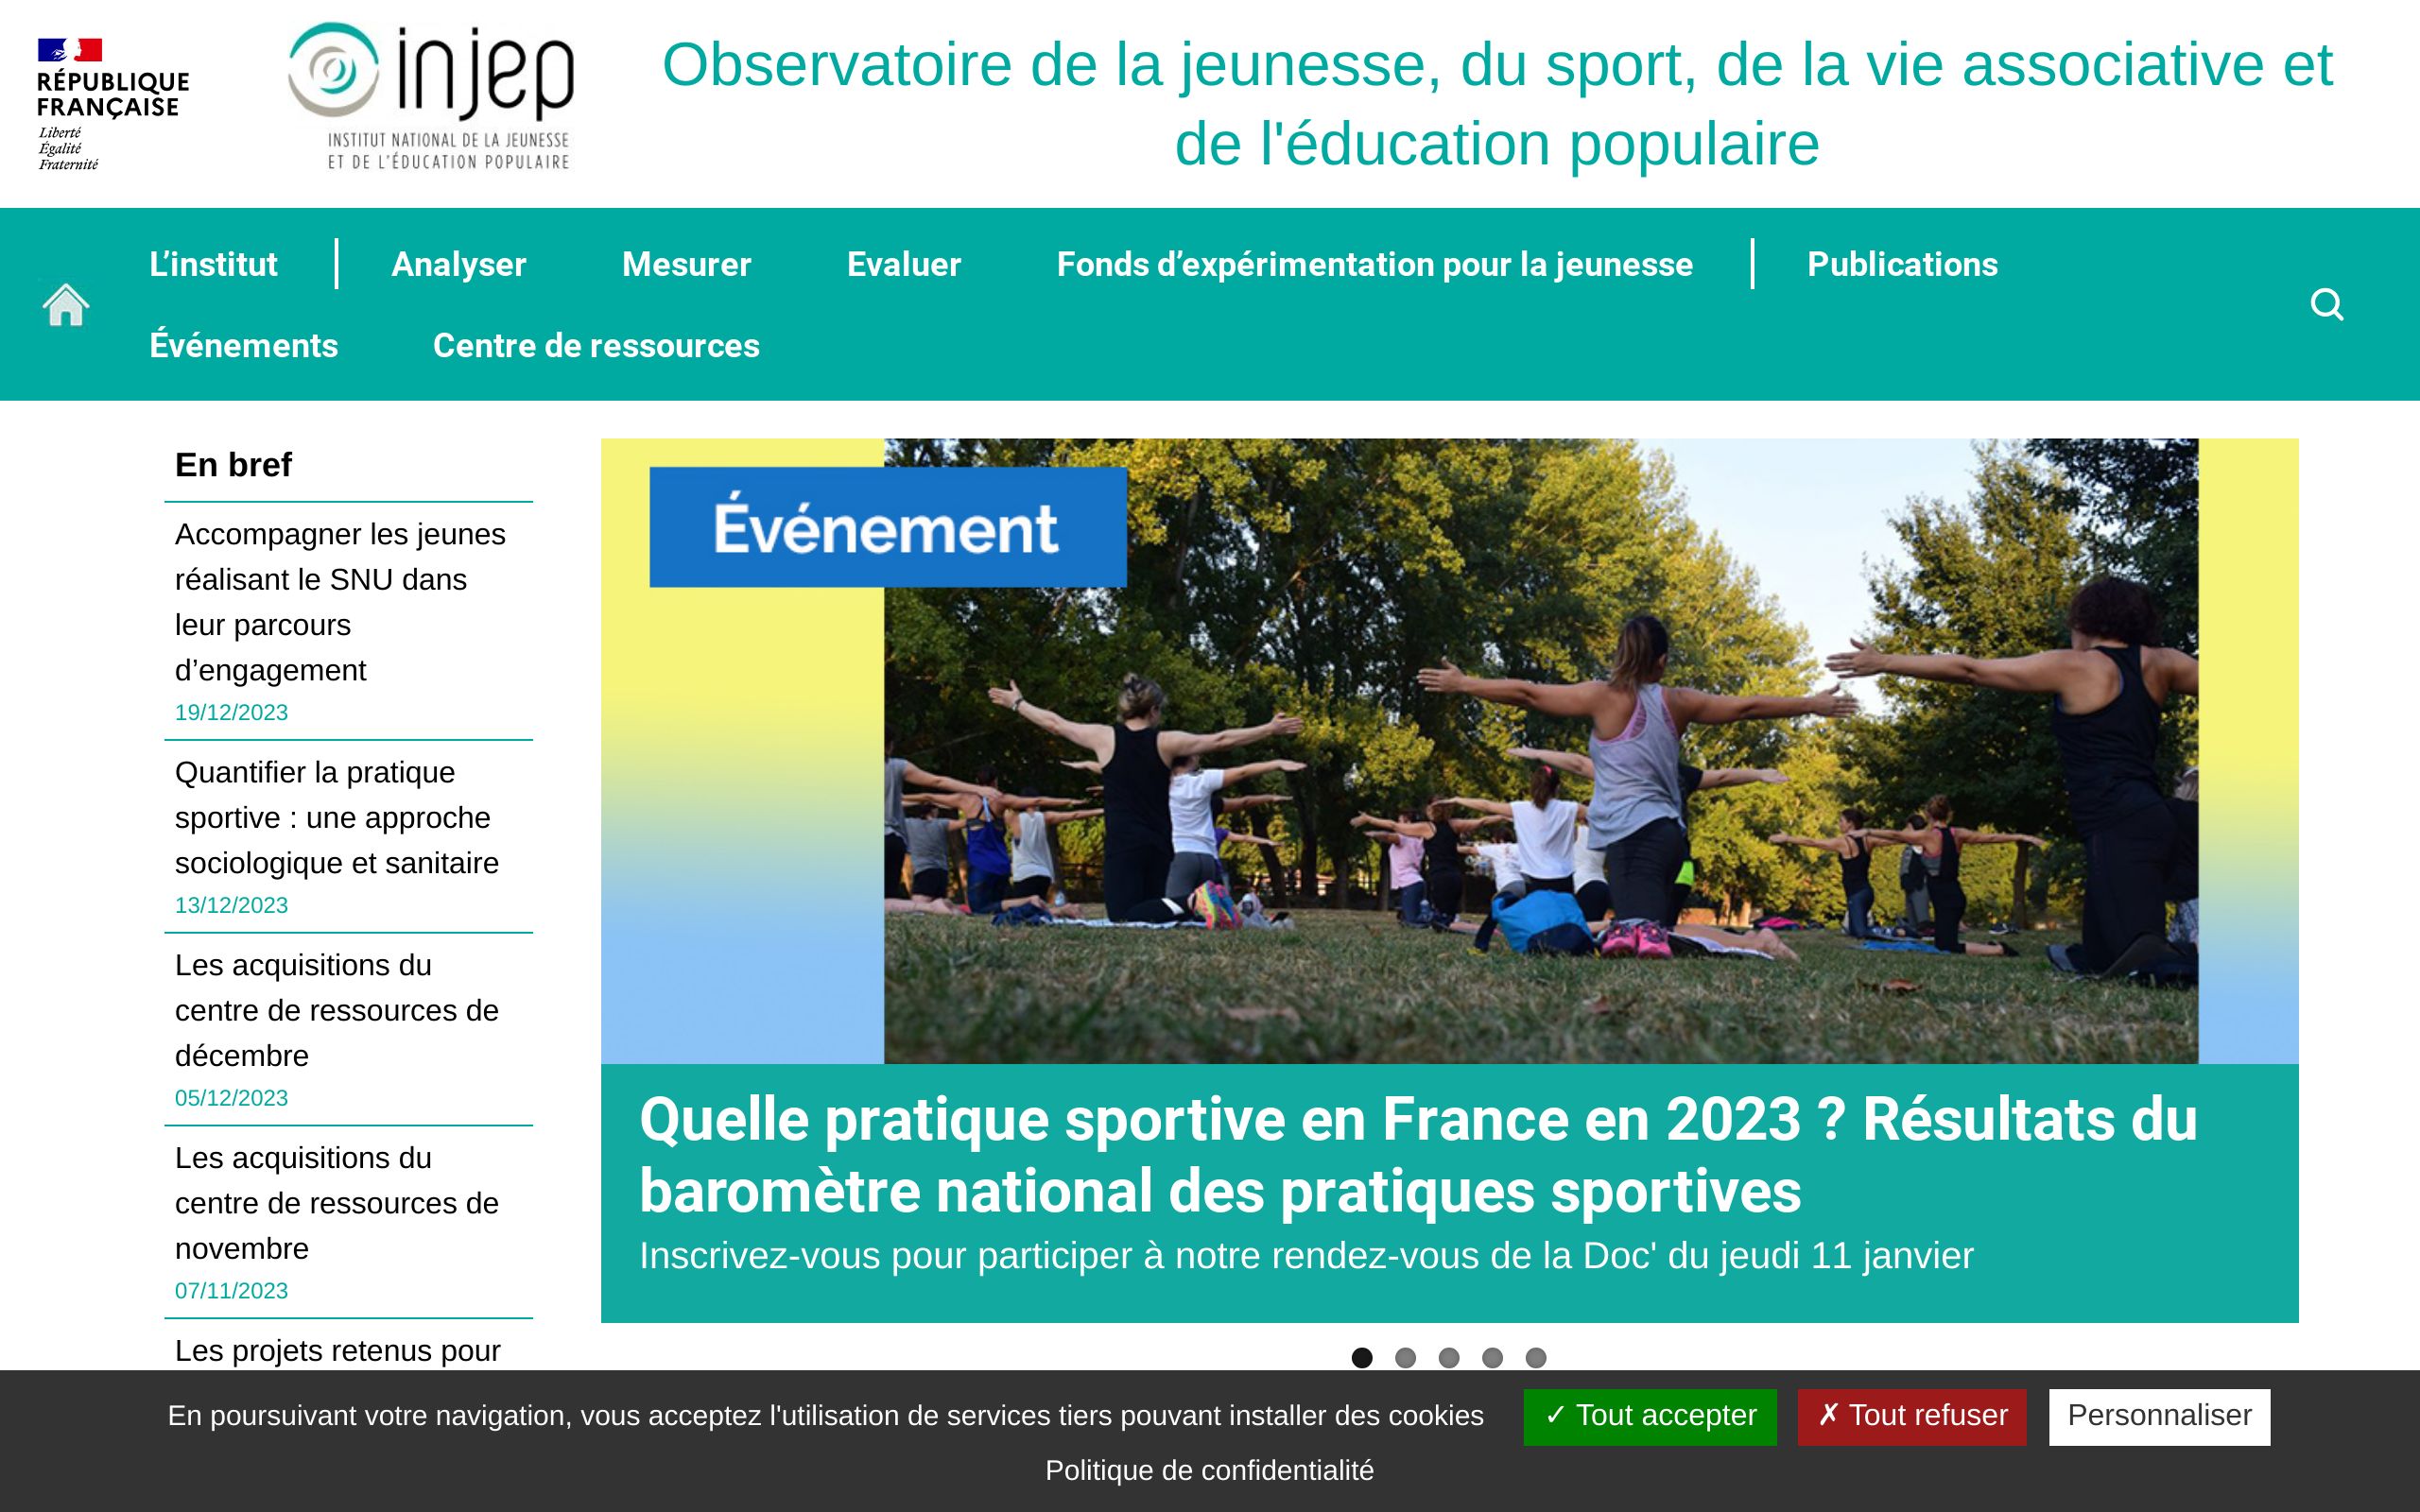 RÉPUBLIQUE
FRANÇAISE
Liberté
Égalité
Fraternité
injep
INSTITUT NATIONAL DE LA JEUNESSE
ET DE L'ÉDUCATION POPULAIRE
Observatoire de la jeunesse, du sport, de la vie associative et
de l'éducation populaire
L’institut Analyser Mesurer Evaluer Fonds d’expérimentation pour la jeunesse Publications
Événements Centre de ressources
En bref
Accompagner les jeunes
réalisant le SNU dans
leur parcours
d’engagement
19/12/2023
Quantifier la pratique
sportive : une approche
sociologique et sanitaire
13/12/2023
Les acquisitions du
centre de ressources de
décembre
05/12/2023
Les acquisitions du
centre de ressources de
novembre
07/11/2023
Les projets retenus pour
Événement
Quelle pratique sportive en France en 2023 ? Résultats du
baromètre national des pratiques sportives
Inscrivez-vous pour participer à notre rendez-vous de la Doc' du jeudi 11 janvier
En poursuivant votre navigation, vous acceptez l'utilisation de services tiers pouvant installer des cookies ✓ Tout accepter ✗ Tout refuser Personnaliser
Politique de confidentialité